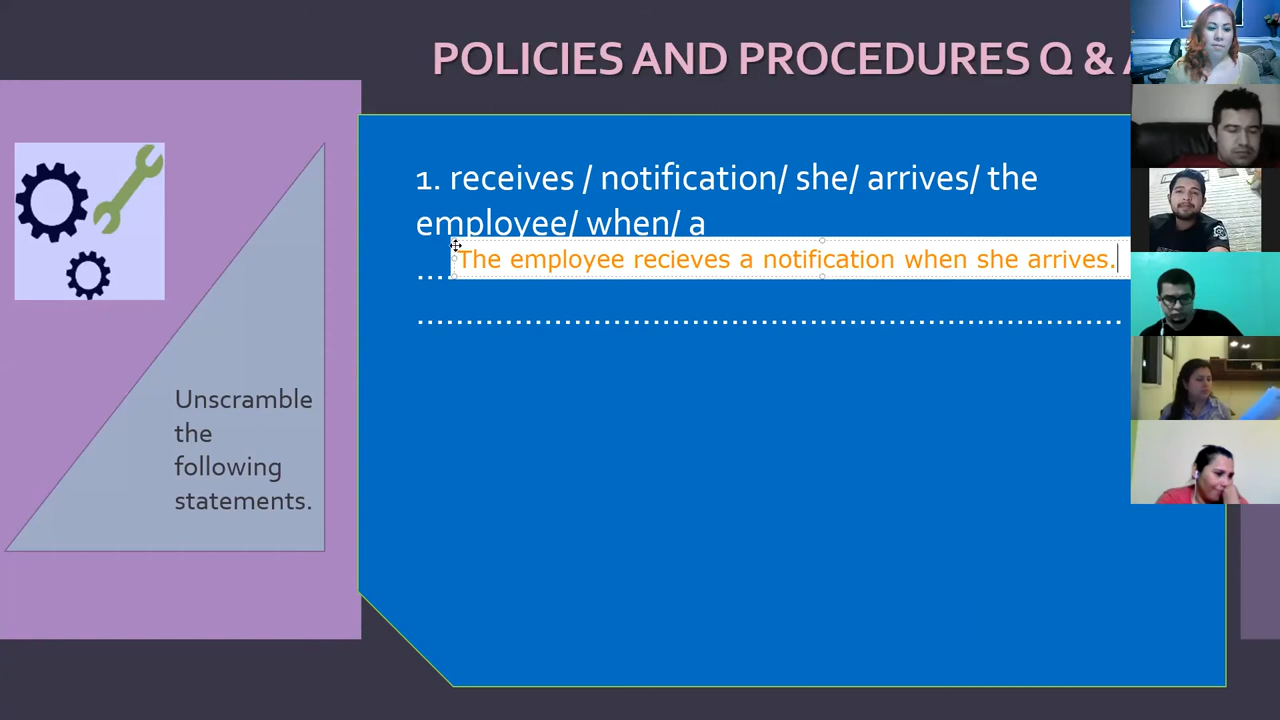 POLICIES AND PROCEDURES Q &
1. receives / notification/ she/ arrives/ the
employee/ when/ a
The employee recieves a notification when she arrives.
....
........................................................................
Unscramble
the
following
statements.